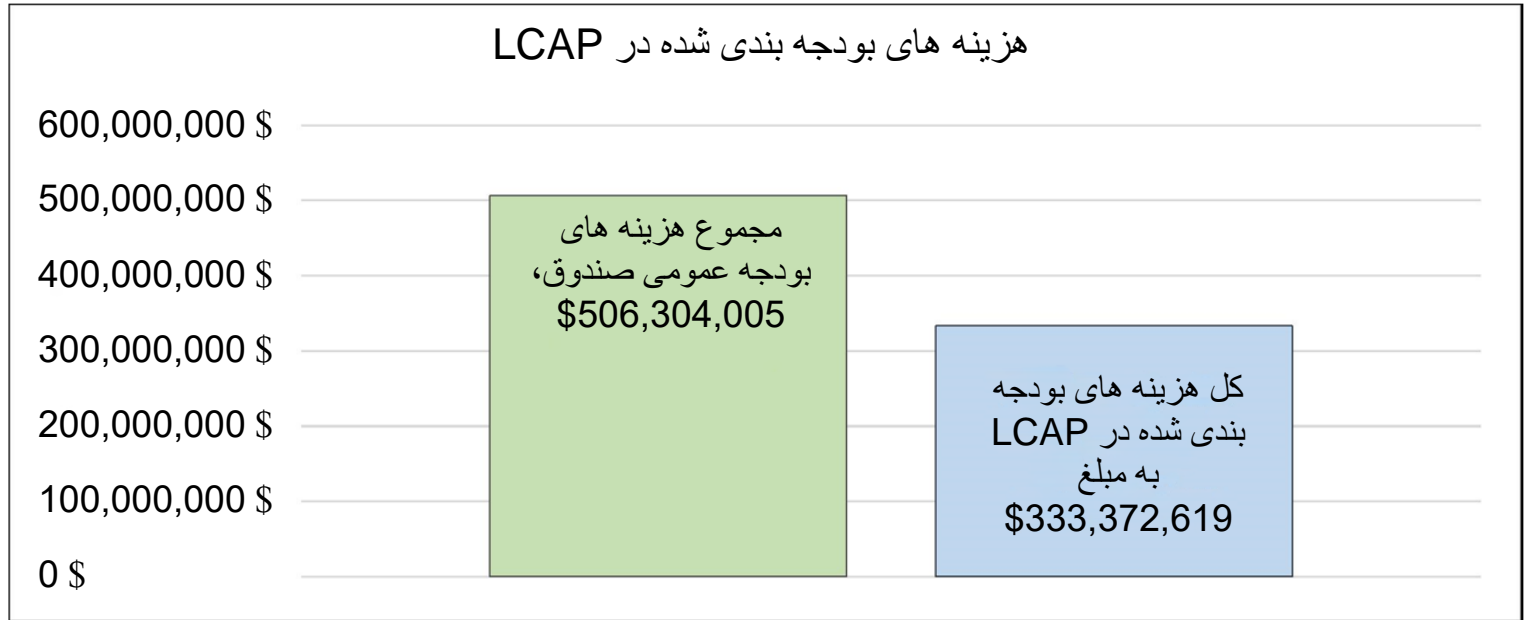 هزینه های بودجه بندی شده در LCAP
600,000,000 $
500,000,000 $
400,000,000 $
300,000,000 $
200,000,000 $
100,000,000 $
0 $
مجموع هزینه های
بودجه عمومی صندوق،
$506,304,005
کل هزینه های بودجه
بندی شده در LCAP
به مبلغ
$333,372,619